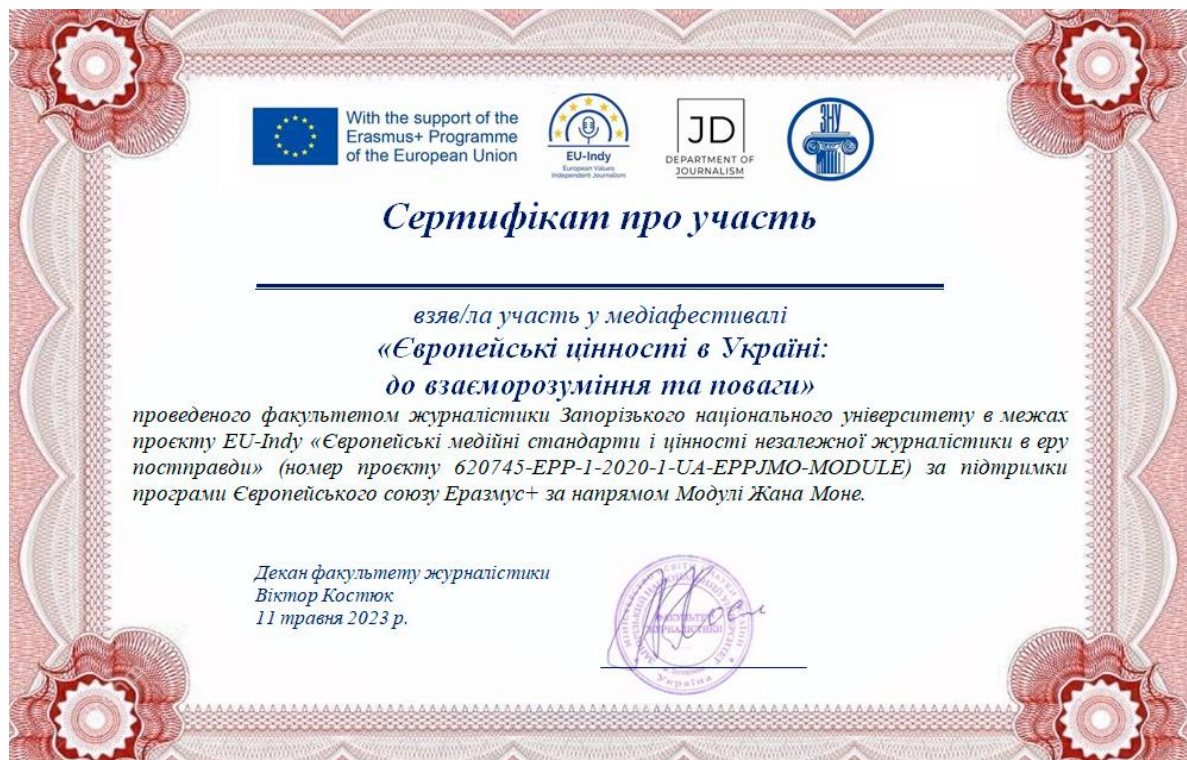 With the support of the
Erasmus+ Programme
of the European Union
EU-Indy
European Values
Independent Journalism
JD
DEPARTMENT OF
JOURNALISM
ЗНУ
Сертифікат про участь
взяв/ла участь у медіафестивалі
«Європейські цінності в Україні:
до взаєморозуміння та поваги»
проведеного факультетом журналістики Запорізького національного університету в межах
проєкту EU-Indy «Європейські медійні стандарти і цінності незалежної журналістики в еру
постправди» (номер проєкту 620745-EPP-1-2020-1-UA-EPPJMO-MODULE) за підтримки
програми Європейського союзу Еразмус+ за напрямом Модулі Жана Моне.
Декан факультету журналістики
Віктор Костюк
11 травня 2023 р.
ФАКУЛЬТЕТ
ЖУРНАЛІСТИКИ
Україна